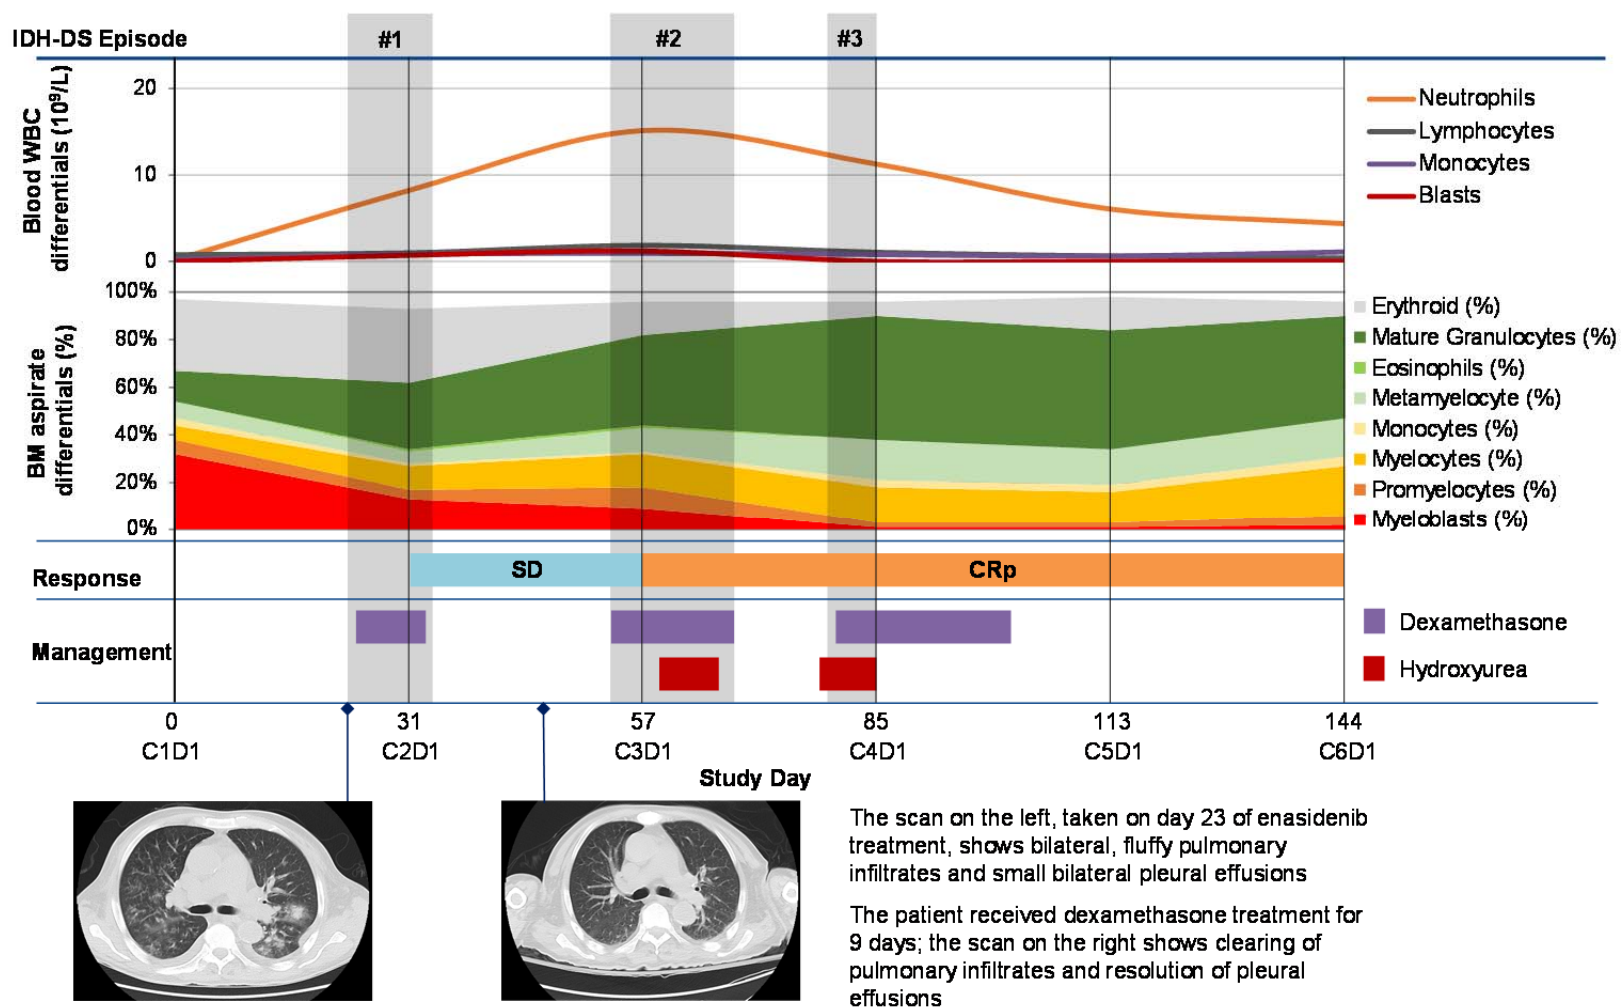 IDH-DS Episode #1 #2 #3
Blood WBC
differentials (10⁹/L)
20
10
0
Neutrophils
Lymphocytes
Monocytes
Blasts
BM aspirate
differentials (%)
100%
80%
60%
40%
20%
0%
Erythroid (%)
Mature Granulocytes (%)
Eosinophils (%)
Metamyelocyte (%)
Monocytes (%)
Myelocytes (%)
Promyelocytes (%)
Myeloblasts (%)
Response SD CRp
Management
Dexamethasone
Hydroxyurea
0 31 57 85 113 144
C1D1 C2D1 C3D1 C4D1 C5D1 C6D1
Study Day
The scan on the left, taken on day 23 of enasidenib
treatment, shows bilateral, fluffy pulmonary
infiltrates and small bilateral pleural effusions
The patient received dexamethasone treatment for
9 days; the scan on the right shows clearing of
pulmonary infiltrates and resolution of pleural
effusions